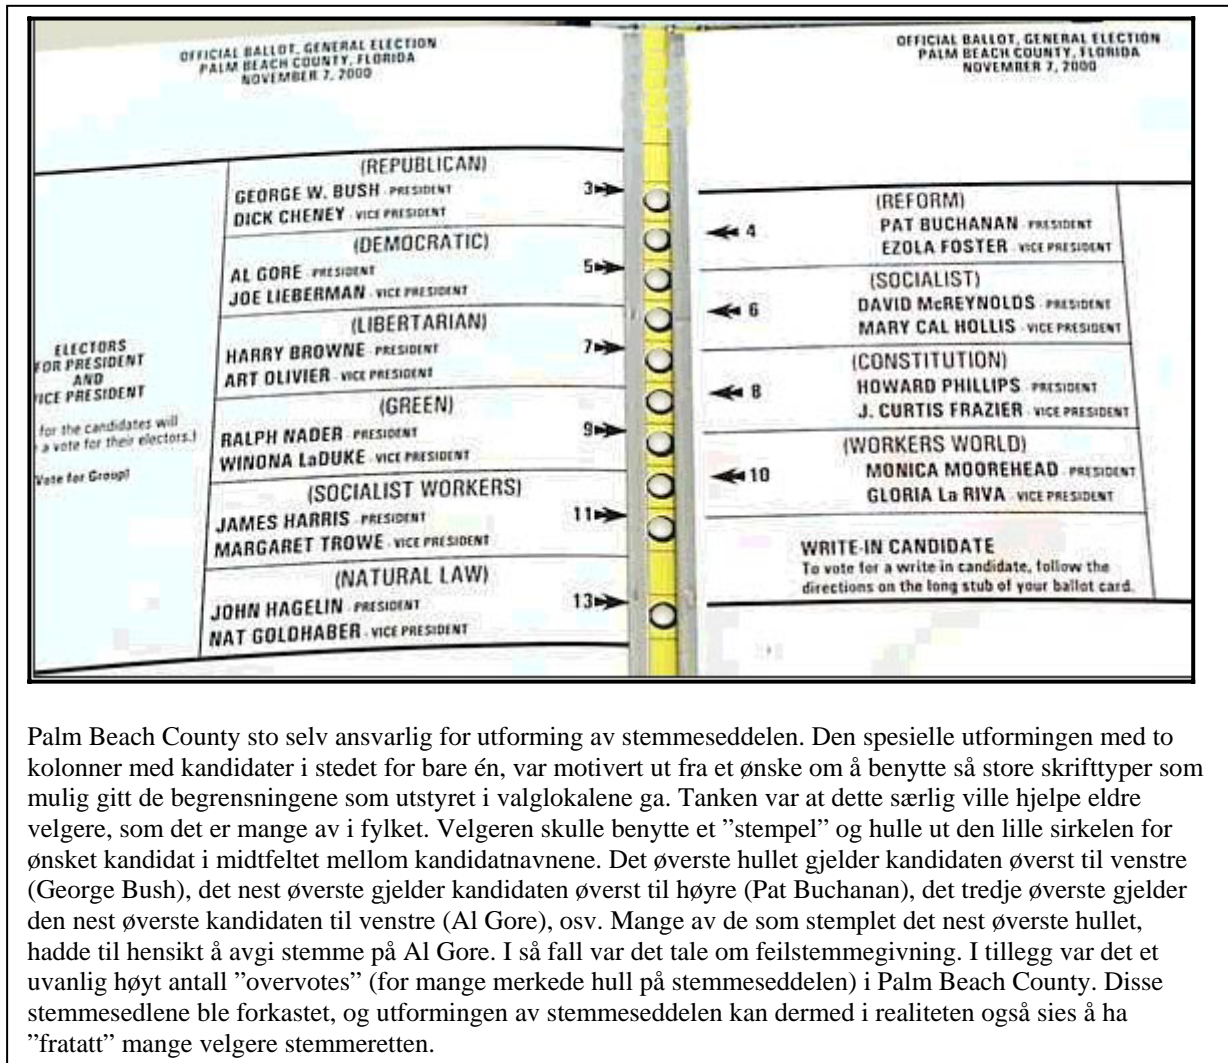 OFFICIAL BALLOT, GENERAL ELECTION
PALM BEACH COUNTY, FLORIDA
NOVEMBER 7, 2000
ELECTORS
FOR PRESIDENT
AND
VICE PRESIDENT
for the candidates will
a vote for their electors.)
Vote for Group)
(REPUBLICAN)
GEORGE W. BUSH - PRESIDENT
3
DICK CHENEY - VICE PRESIDENT
(DEMOCRATIC)
AL GORE - PRESIDENT
5
JOE LIEBERMAN - VICE PRESIDENT
(LIBERTARIAN)
HARRY BROWNE - PRESIDENT
7
ART OLIVIER - VICE PRESIDENT
(GREEN)
RALPH NADER - PRESIDENT
9
WINONA LaDUKE - VICE PRESIDENT
(SOCIALIST WORKERS)
JAMES HARRIS - PRESIDENT
11
MARGARET TROWE - VICE PRESIDENT
(NATURAL LAW)
JOHN HAGELIN - PRESIDENT
13
NAT GOLDHABER - VICE PRESIDENT
OFFICIAL BALLOT, GENERAL ELECTION
PALM BEACH COUNTY, FLORIDA
NOVEMBER 7, 2000
(REFORM)
4
PAT BUCHANAN - PRESIDENT
EZOLA FOSTER - VICE PRESIDENT
(SOCIALIST)
6
DAVID McREYNOLDS - PRESIDENT
MARY CAL HOLLIS - VICE PRESIDENT
(CONSTITUTION)
8
HOWARD PHILLIPS - PRESIDENT
J. CURTIS FRAZIER - VICE PRESIDENT
(WORKERS WORLD)
10
MONICA MOOREHEAD - PRESIDENT
GLORIA La RIVA - VICE PRESIDENT
WRITE-IN CANDIDATE
To vote for a write in candidate, follow the
directions on the long stub of your ballot card.
Palm Beach County sto selv ansvarlig for utforming av stemmeseddelen. Den spesielle utformingen med to
kolonner med kandidater i stedet for bare én, var motivert ut fra et ønske om å benytte så store skrifttyper som
mulig gitt de begrensningene som utstyret i valglokalene ga. Tanken var at dette særlig ville hjelpe eldre
velgere, som det er mange av i fylket. Velgeren skulle benytte et ”stempel” og hulle ut den lille sirkelen for
ønsket kandidat i midtfeltet mellom kandidatnavnene. Det øverste hullet gjelder kandidaten øverst til venstre
(George Bush), det nest øverste gjelder kandidaten øverst til høyre (Pat Buchanan), det tredje øverste gjelder
den nest øverste kandidaten til venstre (Al Gore), osv. Mange av de som stemplet det nest øverste hullet,
hadde til hensikt å avgi stemme på Al Gore. I så fall var det tale om feilstemmegivning. I tillegg var det et
uvanlig høyt antall ”overvotes” (for mange merkede hull på stemmeseddelen) i Palm Beach County. Disse
stemmesedlene ble forkastet, og utformingen av stemmeseddelen kan dermed i realiteten også sies å ha
”fratatt” mange velgere stemmeretten.